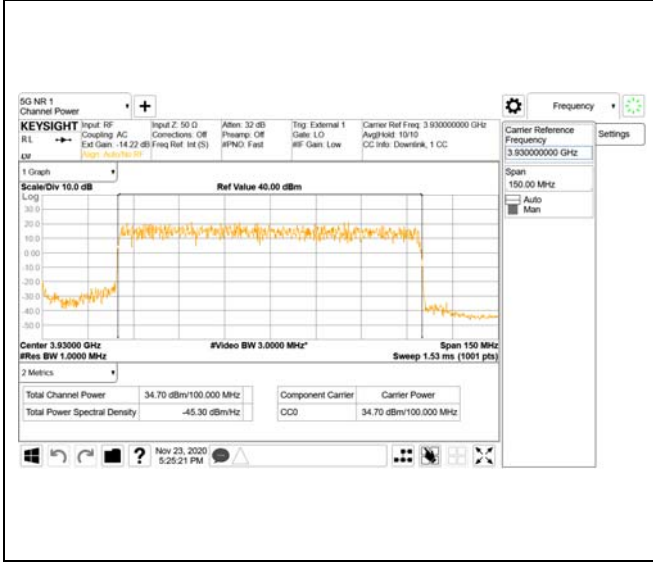 5G NR 1
Channel Power
Frequency
KEYSIGHT
RL
Input: RF
Coupling: AC
Ext Gain: -14.22 dB
Align: Auto/No RF
Input Z: 50 Ω
Corrections: Off
Freq Ref: Int (S)
Atten: 32 dB
Preamp: Off
#PNO: Fast
Trig: External 1
Gate: LO
#IF Gain: Low
Carrier Ref Freq: 3.930000000 GHz
Avg|Hold: 10/10
CC Info: Downlink, 1 CC
Carrier Reference
Frequency
3.930000000 GHz
Settings
Span
150.00 MHz
Auto
Man
1 Graph
Scale/Div 10.0 dB
Ref Value 40.00 dBm
Log
30.0
20.0
10.0
0.00
-10.0
-20.0
-30.0
-40.0
-50.0
Center 3.93000 GHz
#Video BW 3.0000 MHz*
Span 150 MHz
#Res BW 1.0000 MHz
Sweep 1.53 ms (1001 pts)
2 Metrics
Total Channel Power 34.70 dBm/100.000 MHz
Total Power Spectral Density -45.30 dBm/Hz
Component Carrier Carrier Power
CC0 34.70 dBm/100.000 MHz
Nov 23, 2020
5:25:21 PM